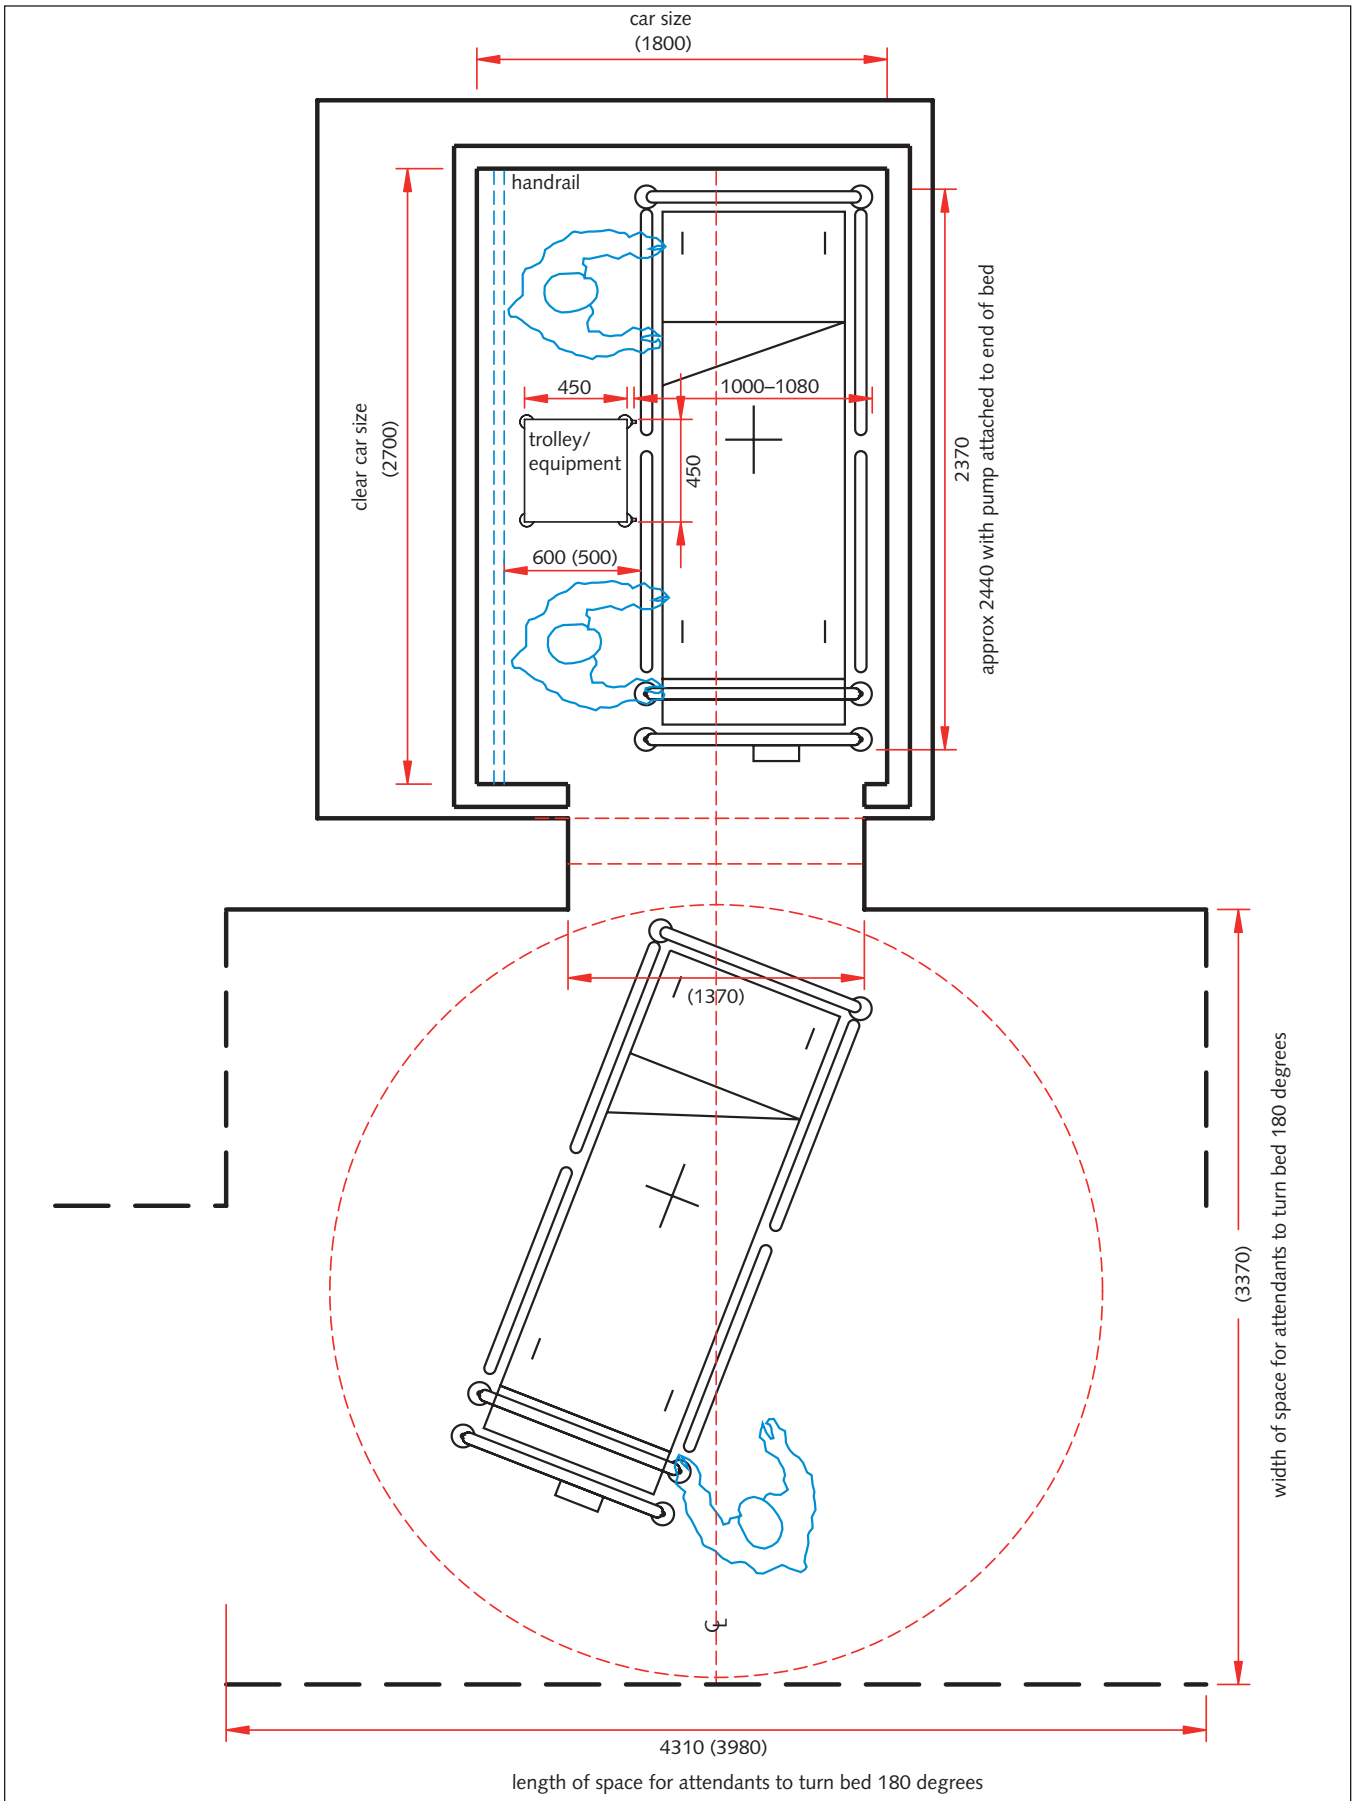 car size
(1800)
handrail
clear car size
(2700)
450
1000–1080
trolley/
equipment
450
600 (500)
2370
approx 2440 with pump attached to end of bed
(1370)
(3370)
width of space for attendants to turn bed 180 degrees
CL
4310 (3980)
length of space for attendants to turn bed 180 degrees